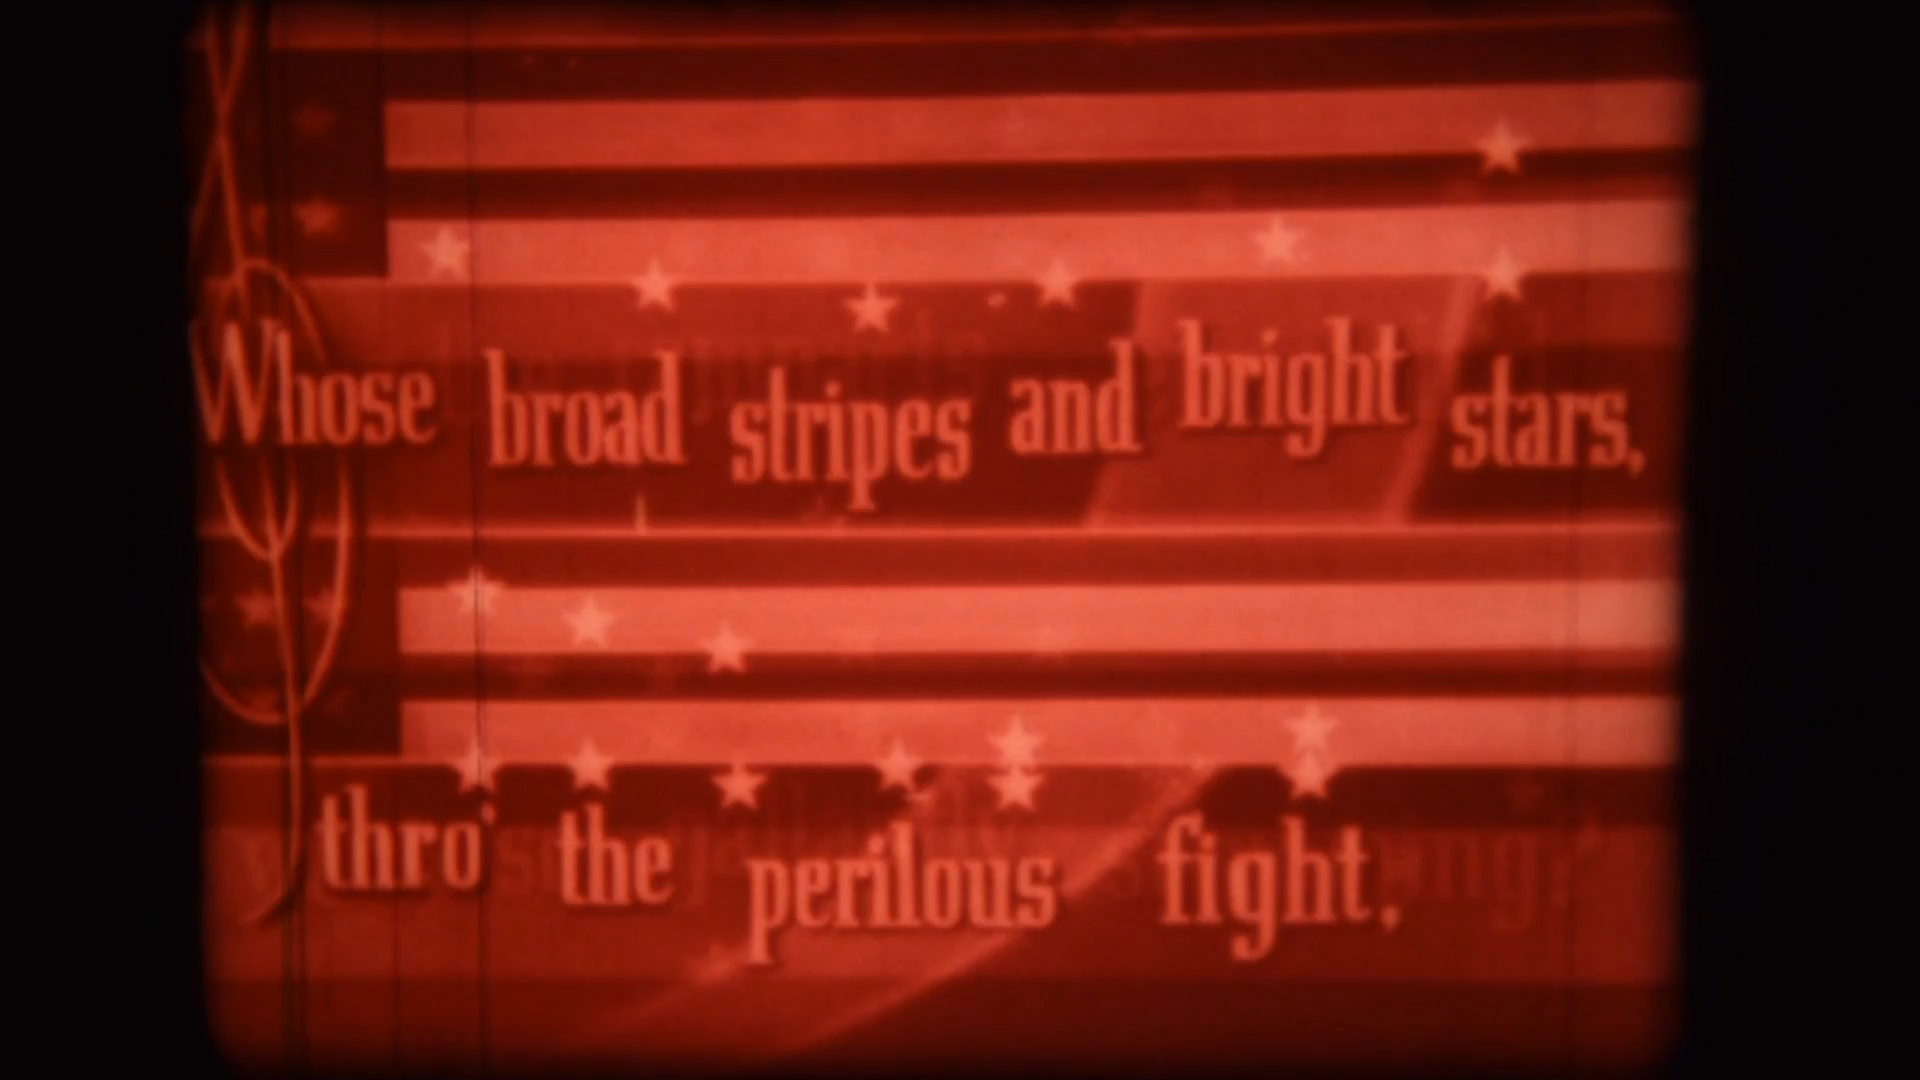 Whose broad stripes and bright stars,
thro' the perilous fight,